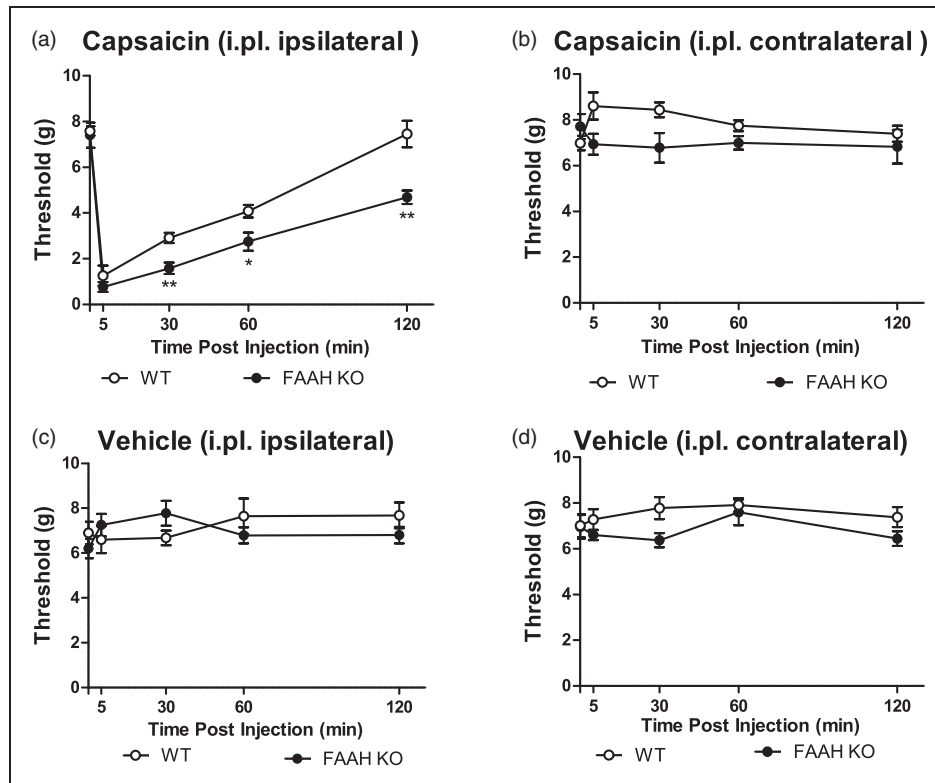 (a) Capsaicin (i.pl. ipsilateral )
10
8
6
4
2
0
Threshold (g)
**
*
**
5 30 60 120
Time Post Injection (min)
WT FAAH KO
(b) Capsaicin (i.pl. contralateral )
10
8
6
4
2
0
Threshold (g)
5 30 60 120
Time Post Injection (min)
WT FAAH KO
(c) Vehicle (i.pl. ipsilateral)
10
8
6
4
2
0
Threshold (g)
5 30 60 120
Time Post Injection (min)
WT FAAH KO
(d) Vehicle (i.pl. contralateral)
10
8
6
4
2
0
Threshold (g)
5 30 60 120
Time Post Injection (min)
WT FAAH KO